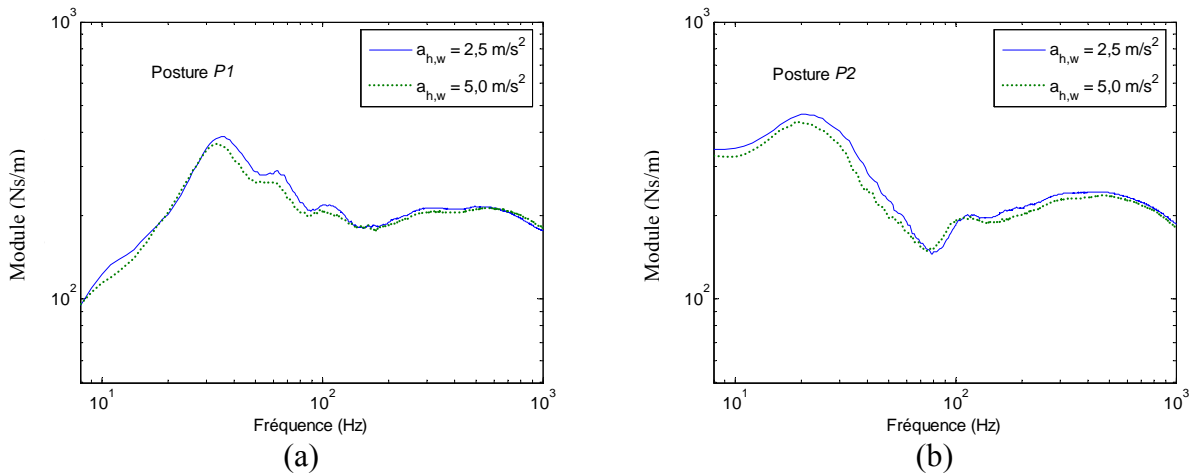 10³
a_h,w = 2,5 m/s²
a_h,w = 5,0 m/s²
Posture P1
Module (Ns/m)
10²
10¹
10²
10³
Fréquence (Hz)
(a)
10³
a_h,w = 2,5 m/s²
a_h,w = 5,0 m/s²
Posture P2
Module (Ns/m)
10²
10¹
10²
10³
Fréquence (Hz)
(b)